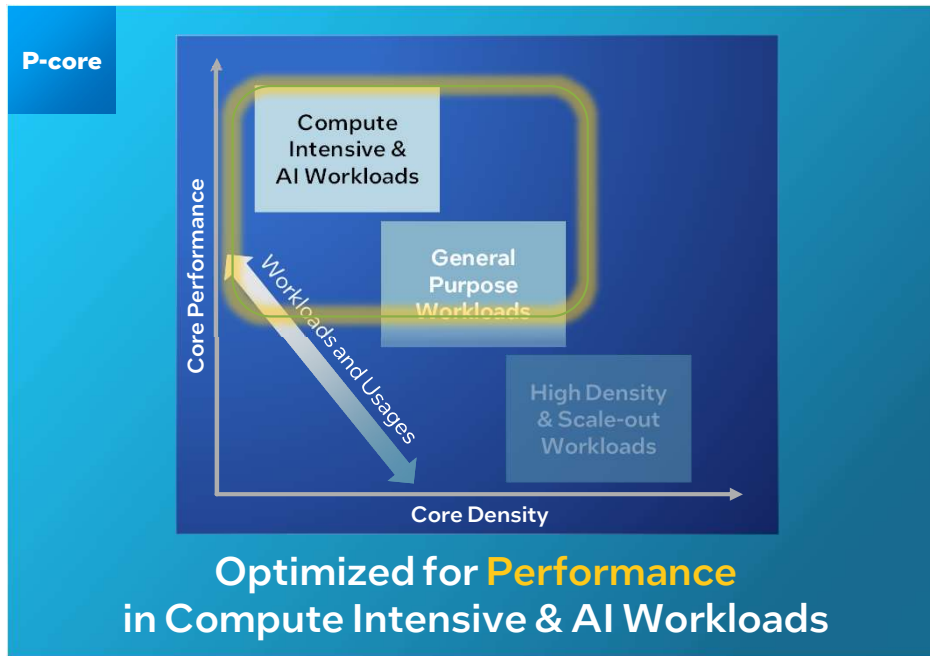 P-core
Compute
Intensive &
AI Workloads
General
Purpose
Workloads
High Density
& Scale-out
Workloads
Workloads and Usages
Core Performance
Core Density
Optimized for Performance
in Compute Intensive & AI Workloads